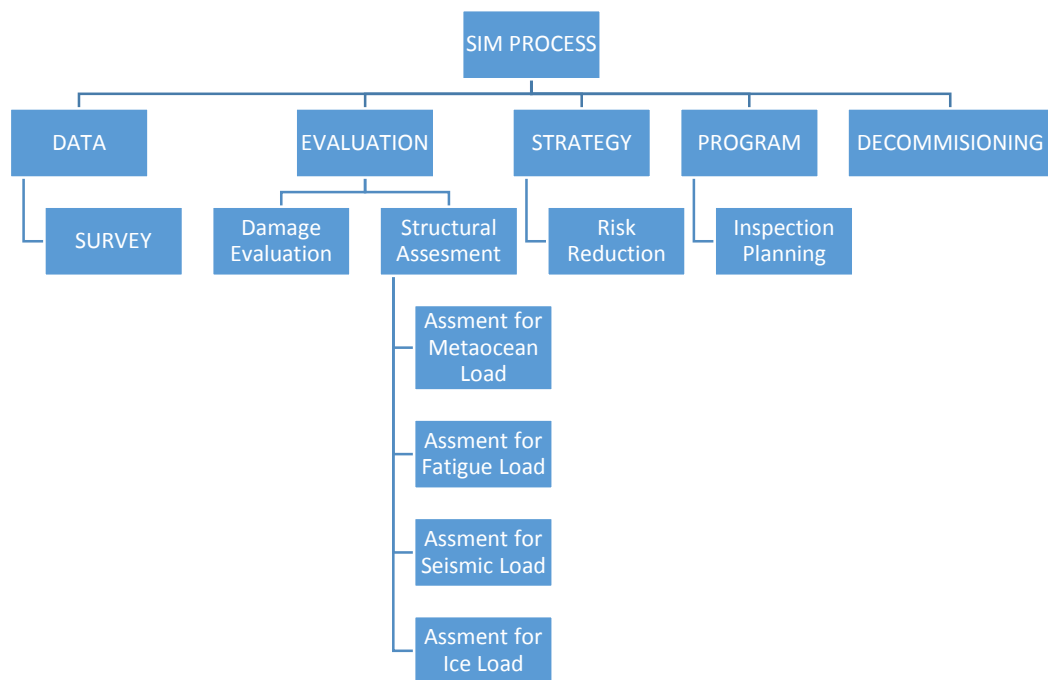 SIM PROCESS
DATA
EVALUATION
STRATEGY
PROGRAM
DECOMMISIONING
SURVEY
Damage
Evaluation
Structural
Assesment
Risk
Reduction
Inspection
Planning
Assment for
Metaocean
Load
Assment for
Fatigue Load
Assment for
Seismic Load
Assment for
Ice Load